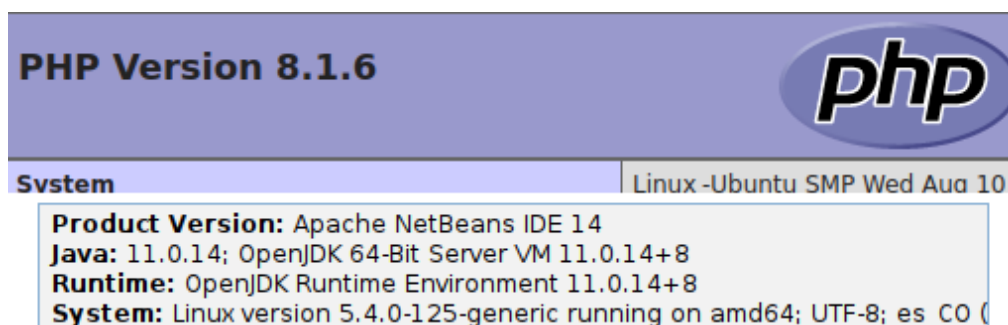 PHP Version 8.1.6
php
System
Linux -Ubuntu SMP Wed Aug 10
Product Version: Apache NetBeans IDE 14
Java: 11.0.14; OpenJDK 64-Bit Server VM 11.0.14+8
Runtime: OpenJDK Runtime Environment 11.0.14+8
System: Linux version 5.4.0-125-generic running on amd64; UTF-8; es_CO (